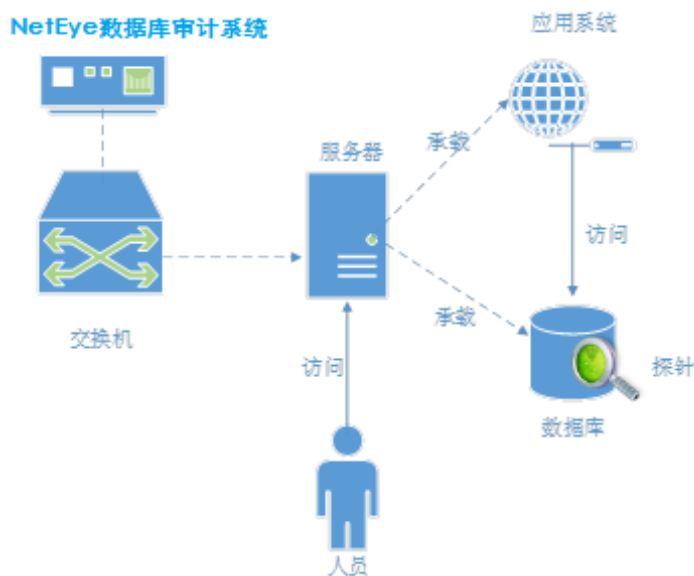 NetEye数据库审计系统
应用系统
服务器
承载
访问
交换机
承载
访问
探针
数据库
人员